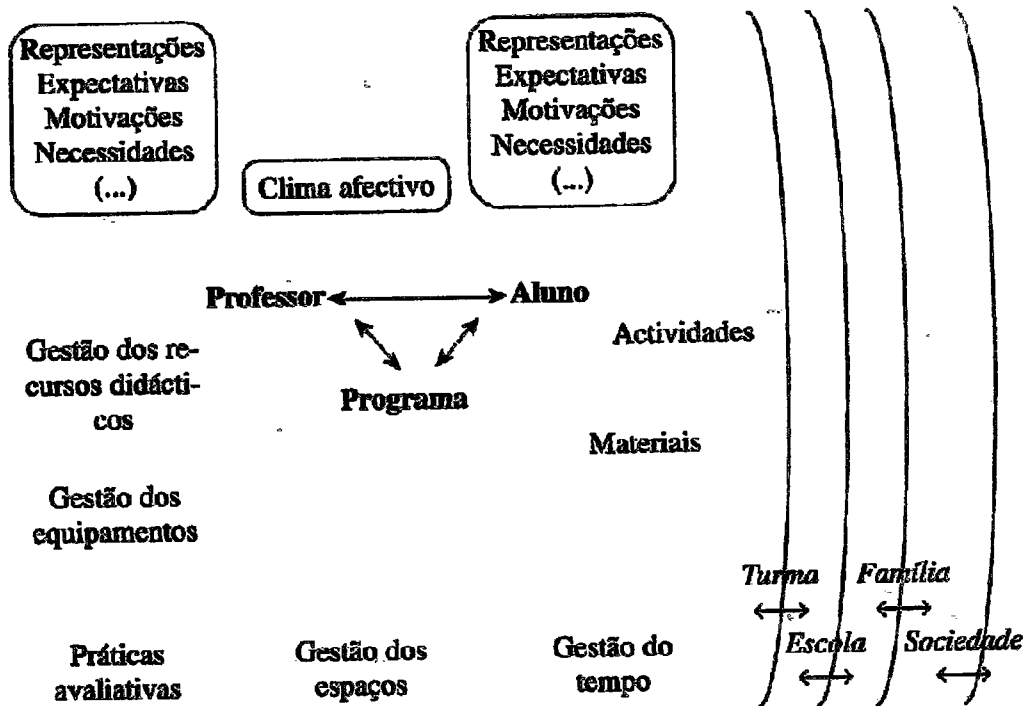 Representações
Expectativas
Motivações
Necessidades
(...)
Clima afectivo
Representações
Expectativas
Motivações
Necessidades
(...)
Professor
Aluno
Programa
Gestão dos re-
cursos didácti-
cos
Actividades
Materiais
Gestão dos
equipamentos
Práticas
avaliativas
Gestão dos
espaços
Gestão do
tempo
Turma
Família
Escola
Sociedade